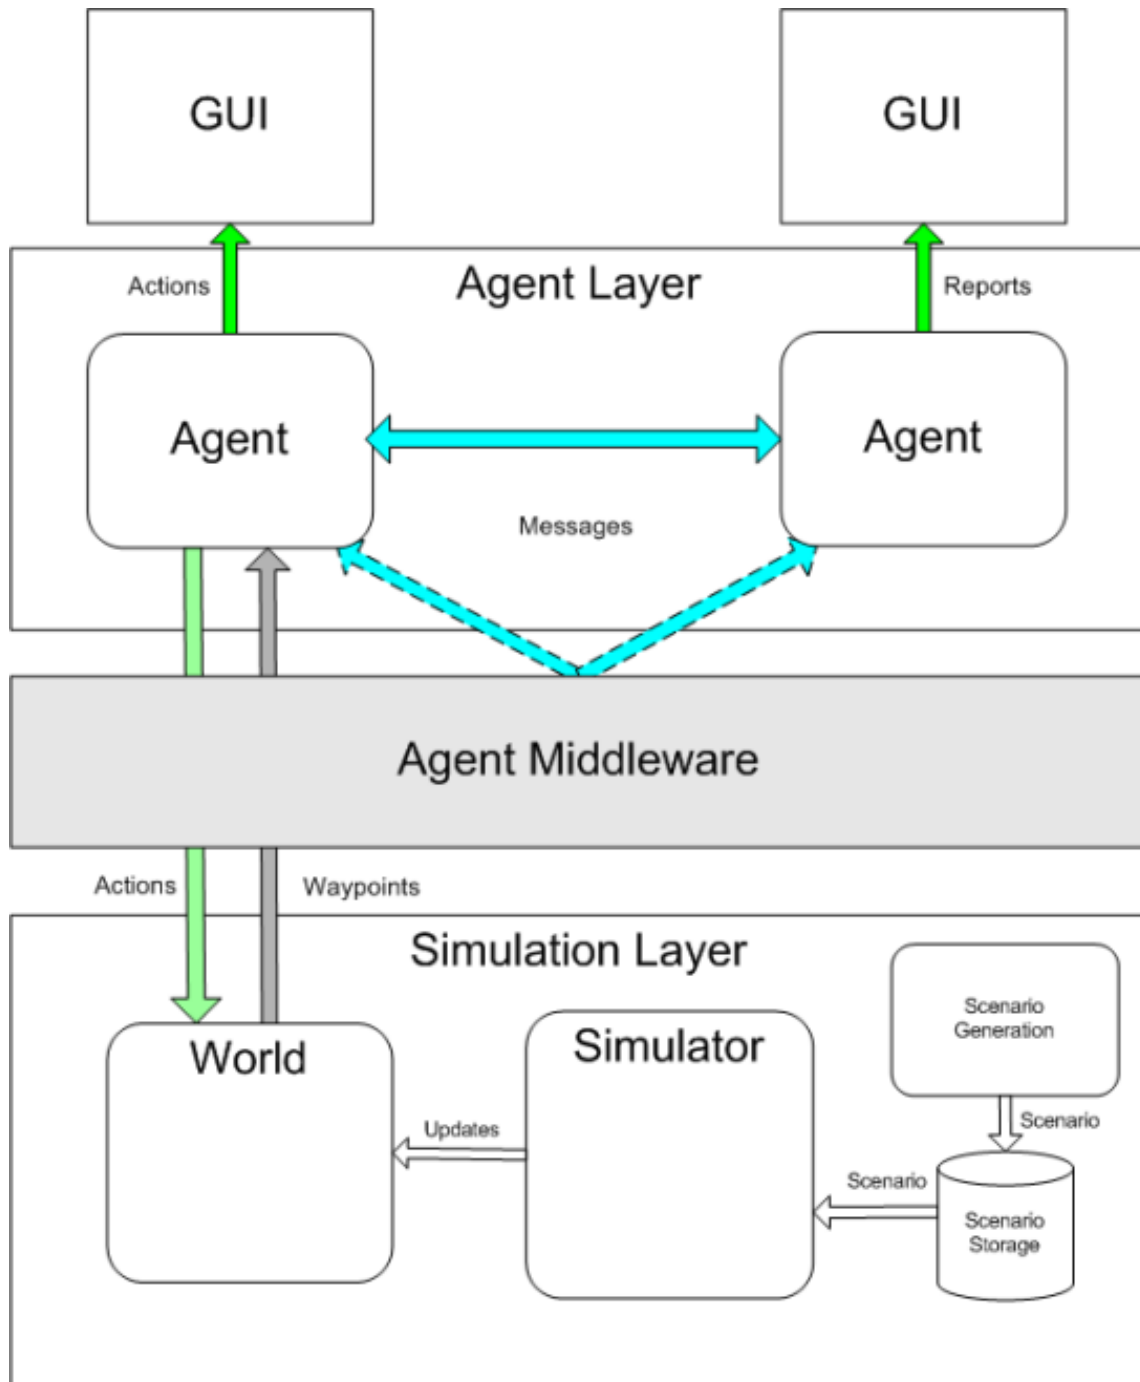 GUI
GUI
Actions
Agent Layer
Reports
Agent
Agent
Messages
Agent Middleware
Actions
Waypoints
Simulation Layer
World
Simulator
Scenario
Generation
Updates
Scenario
Scenario
Scenario
Storage